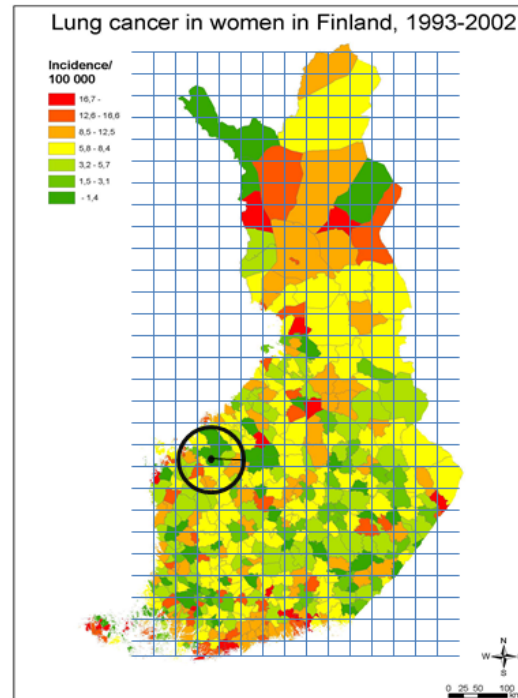 Lung cancer in women in Finland, 1993-2002
Incidence/
100 000
16,7 -
12,6 - 16,6
8,5 - 12,5
5,8 - 8,4
3,2 - 5,7
1,5 - 3,1
- 1,4
N
W
S
0 25 50 100